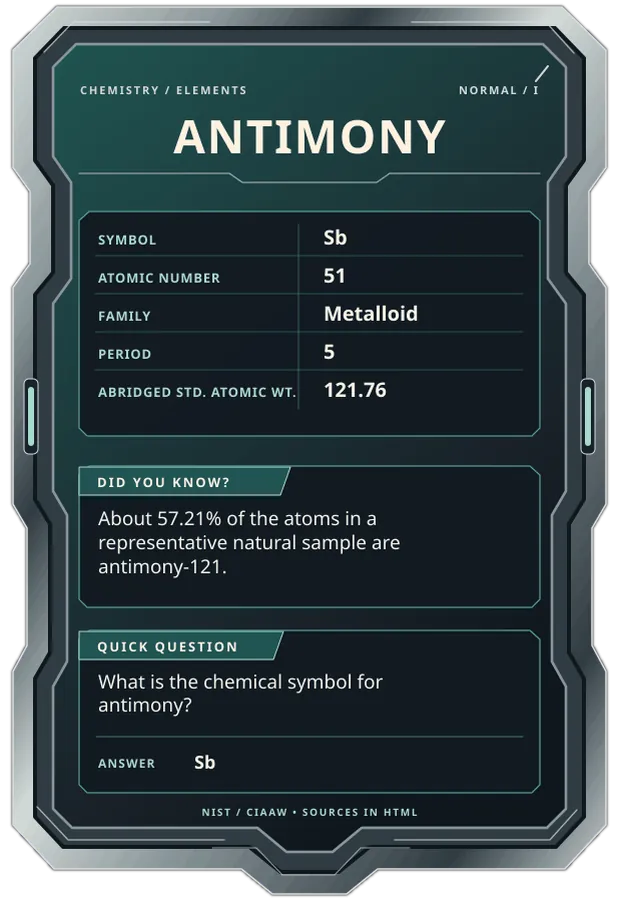 CHEMISTRY / ELEMENTS
NORMAL / I
ANTIMONY
SYMBOL Sb
ATOMIC NUMBER 51
FAMILY Metalloid
PERIOD 5
ABRIDGED STD. ATOMIC WT. 121.76
DID YOU KNOW?
About 57.21% of the atoms in a
representative natural sample are
antimony-121.
QUICK QUESTION
What is the chemical symbol for
antimony?
ANSWER Sb
NIST / CIAAW • SOURCES IN HTML